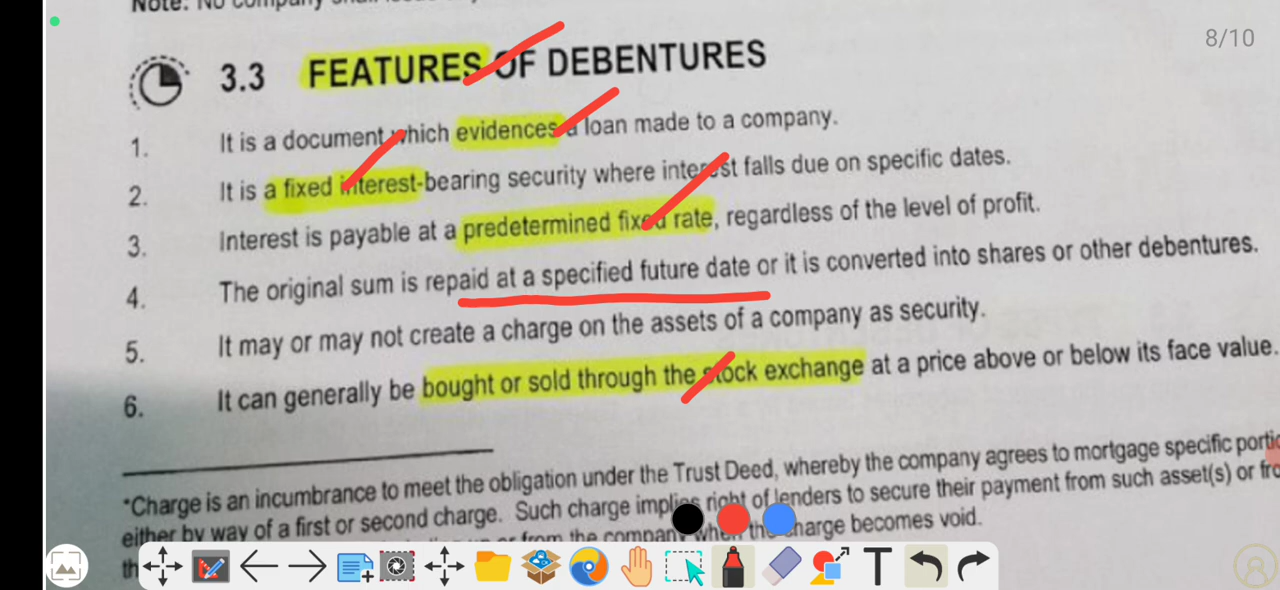 8/10
3.3 FEATURES OF DEBENTURES
1. It is a document which evidences a loan made to a company.
2. It is a fixed interest-bearing security where interest falls due on specific dates.
3. Interest is payable at a predetermined fixed rate, regardless of the level of profit.
4. The original sum is repaid at a specified future date or it is converted into shares or other debentures.
5. It may or may not create a charge on the assets of a company as security.
6. It can generally be bought or sold through the stock exchange at a price above or below its face value.
*Charge is an incumbrance to meet the obligation under the Trust Deed, whereby the company agrees to mortgage specific
either by way of a first or second charge. Such charge implies right of lenders to secure their payment from such asset(s) or
from the company when the charge becomes void.
T